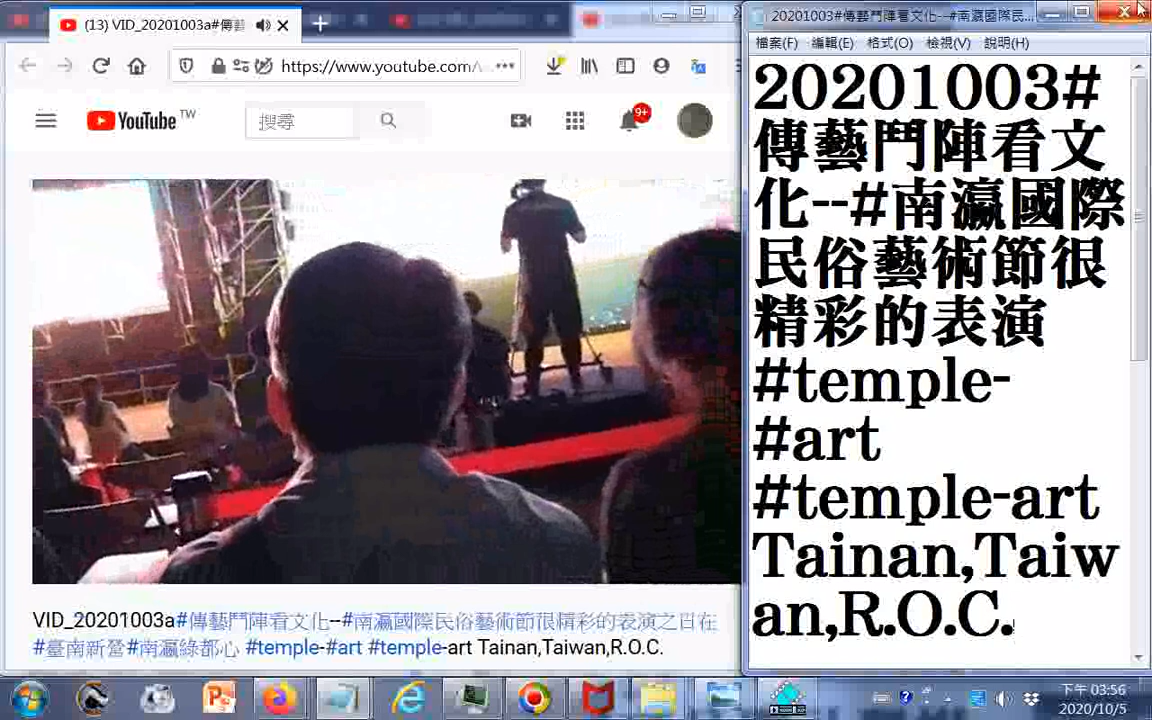 (13) VID_20201003a#傳
20201003#傳藝鬥陣看文化--#南瀛國際民...
https://www.youtube.com/
檔案(F) 編輯(E) 格式(O) 檢視(V) 說明(H)
YouTube TW
搜尋
9+
20201003#
傳藝鬥陣看文
化--#南瀛國際
民俗藝術節很
精彩的表演
#temple-
#art
#temple-art
Tainan,Taiw
an,R.O.C.
VID_20201003a#傳藝鬥陣看文化--#南瀛國際民俗藝術節很精彩的表演之目在
#臺南新營#南瀛綠都心 #temple-#art #temple-art Tainan,Taiwan,R.O.C.
下午 03:56
2020/10/5